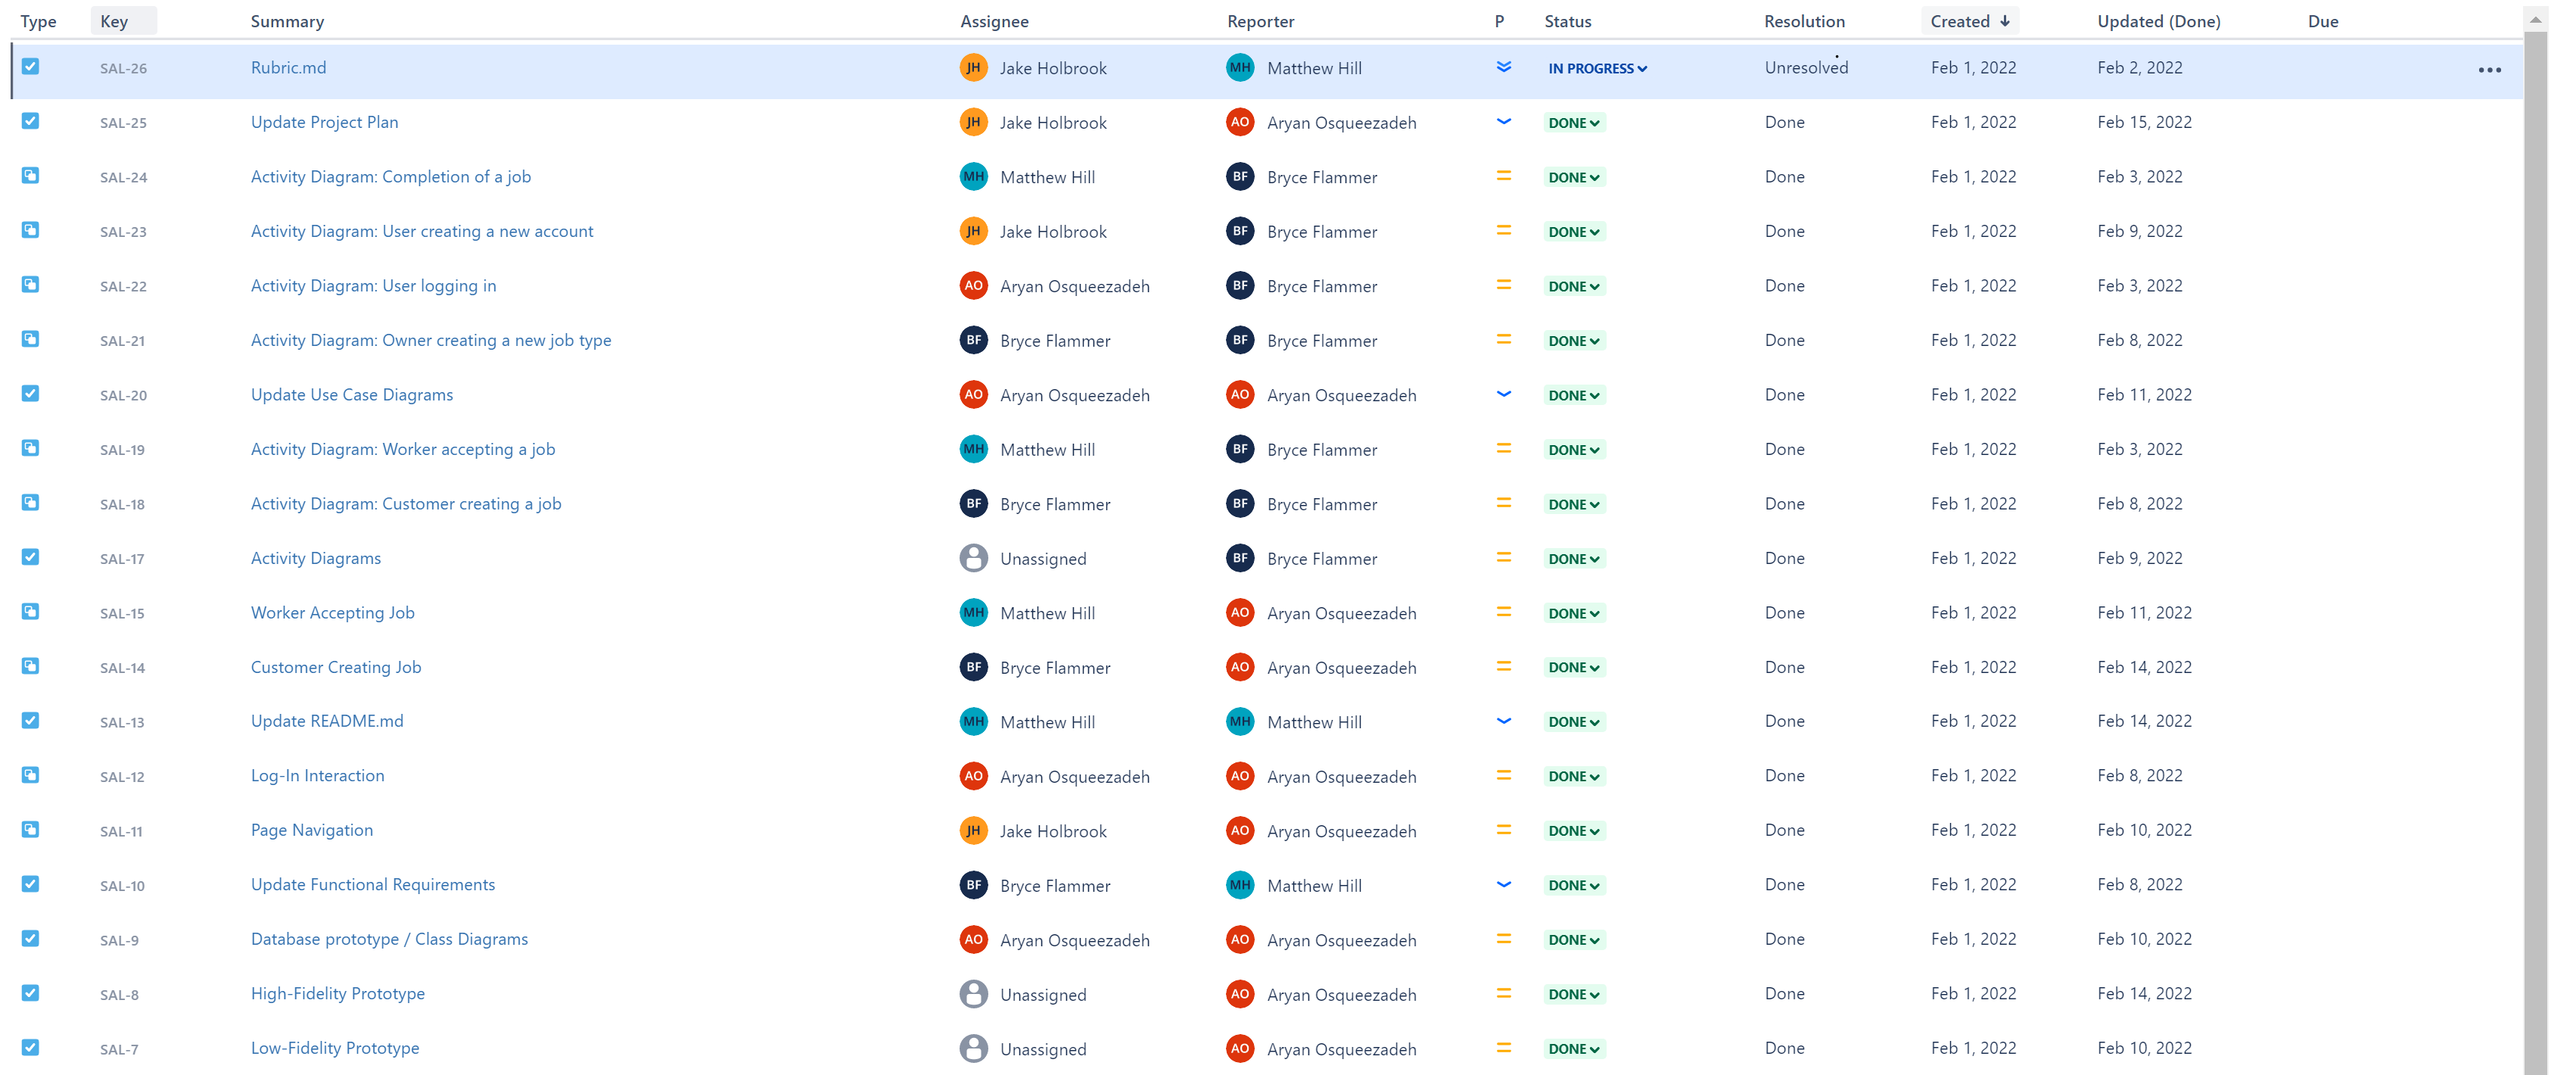 Type Key Summary Assignee Reporter P Status Resolution Created ↓ Updated (Done) Due
SAL-26 Rubric.md JH Jake Holbrook MH Matthew Hill IN PROGRESS Unresolved Feb 1, 2022 Feb 2, 2022
SAL-25 Update Project Plan JH Jake Holbrook AO Aryan Osqueezadeh DONE Done Feb 1, 2022 Feb 15, 2022
SAL-24 Activity Diagram: Completion of a job MH Matthew Hill BF Bryce Flammer DONE Done Feb 1, 2022 Feb 3, 2022
SAL-23 Activity Diagram: User creating a new account JH Jake Holbrook BF Bryce Flammer DONE Done Feb 1, 2022 Feb 9, 2022
SAL-22 Activity Diagram: User logging in AO Aryan Osqueezadeh BF Bryce Flammer DONE Done Feb 1, 2022 Feb 3, 2022
SAL-21 Activity Diagram: Owner creating a new job type BF Bryce Flammer BF Bryce Flammer DONE Done Feb 1, 2022 Feb 8, 2022
SAL-20 Update Use Case Diagrams AO Aryan Osqueezadeh AO Aryan Osqueezadeh DONE Done Feb 1, 2022 Feb 11, 2022
SAL-19 Activity Diagram: Worker accepting a job MH Matthew Hill BF Bryce Flammer DONE Done Feb 1, 2022 Feb 3, 2022
SAL-18 Activity Diagram: Customer creating a job BF Bryce Flammer BF Bryce Flammer DONE Done Feb 1, 2022 Feb 8, 2022
SAL-17 Activity Diagrams Unassigned BF Bryce Flammer DONE Done Feb 1, 2022 Feb 9, 2022
SAL-15 Worker Accepting Job MH Matthew Hill AO Aryan Osqueezadeh DONE Done Feb 1, 2022 Feb 11, 2022
SAL-14 Customer Creating Job BF Bryce Flammer AO Aryan Osqueezadeh DONE Done Feb 1, 2022 Feb 14, 2022
SAL-13 Update README.md MH Matthew Hill MH Matthew Hill DONE Done Feb 1, 2022 Feb 14, 2022
SAL-12 Log-In Interaction AO Aryan Osqueezadeh AO Aryan Osqueezadeh DONE Done Feb 1, 2022 Feb 8, 2022
SAL-11 Page Navigation JH Jake Holbrook AO Aryan Osqueezadeh DONE Done Feb 1, 2022 Feb 10, 2022
SAL-10 Update Functional Requirements BF Bryce Flammer MH Matthew Hill DONE Done Feb 1, 2022 Feb 8, 2022
SAL-9 Database prototype / Class Diagrams AO Aryan Osqueezadeh AO Aryan Osqueezadeh DONE Done Feb 1, 2022 Feb 10, 2022
SAL-8 High-Fidelity Prototype Unassigned AO Aryan Osqueezadeh DONE Done Feb 1, 2022 Feb 14, 2022
SAL-7 Low-Fidelity Prototype Unassigned AO Aryan Osqueezadeh DONE Done Feb 1, 2022 Feb 10, 2022